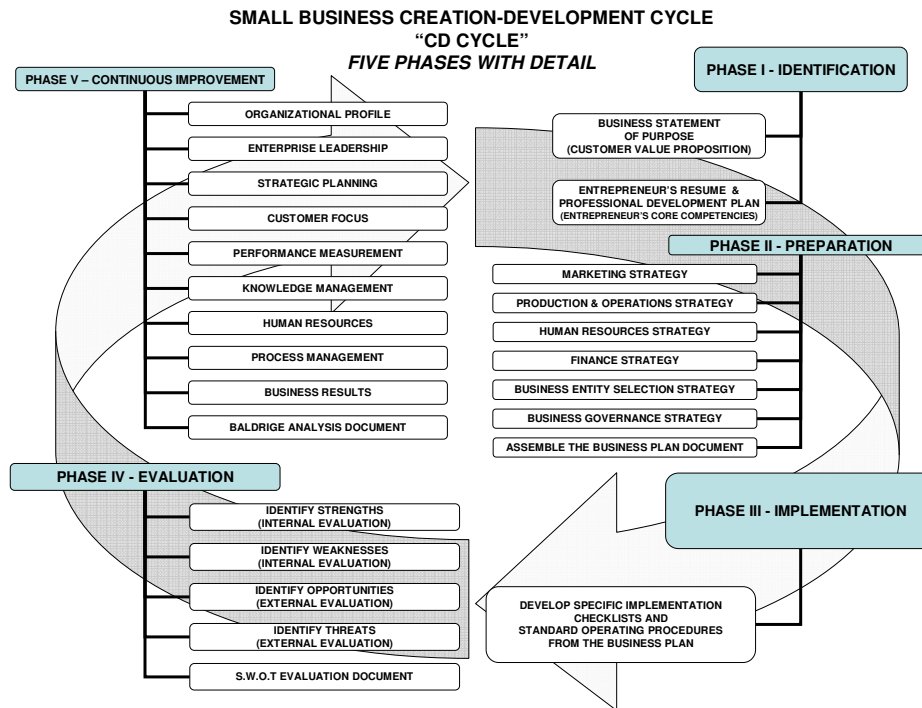 SMALL BUSINESS CREATION-DEVELOPMENT CYCLE
“CD CYCLE”
FIVE PHASES WITH DETAIL
PHASE I - IDENTIFICATION
BUSINESS STATEMENT
OF PURPOSE
(CUSTOMER VALUE PROPOSITION)
ENTREPRENEUR’S RESUME &
PROFESSIONAL DEVELOPMENT PLAN
(ENTREPRENEUR’S CORE COMPETENCIES)
PHASE II - PREPARATION
MARKETING STRATEGY
PRODUCTION & OPERATIONS STRATEGY
HUMAN RESOURCES STRATEGY
FINANCE STRATEGY
BUSINESS ENTITY SELECTION STRATEGY
BUSINESS GOVERNANCE STRATEGY
ASSEMBLE THE BUSINESS PLAN DOCUMENT
PHASE III - IMPLEMENTATION
DEVELOP SPECIFIC IMPLEMENTATION
CHECKLISTS AND
STANDARD OPERATING PROCEDURES
FROM THE BUSINESS PLAN
PHASE IV - EVALUATION
IDENTIFY STRENGTHS
(INTERNAL EVALUATION)
IDENTIFY WEAKNESSES
(INTERNAL EVALUATION)
IDENTIFY OPPORTUNITIES
(EXTERNAL EVALUATION)
IDENTIFY THREATS
(EXTERNAL EVALUATION)
S.W.O.T EVALUATION DOCUMENT
PHASE V – CONTINUOUS IMPROVEMENT
ORGANIZATIONAL PROFILE
ENTERPRISE LEADERSHIP
STRATEGIC PLANNING
CUSTOMER FOCUS
PERFORMANCE MEASUREMENT
KNOWLEDGE MANAGEMENT
HUMAN RESOURCES
PROCESS MANAGEMENT
BUSINESS RESULTS
BALDRIGE ANALYSIS DOCUMENT